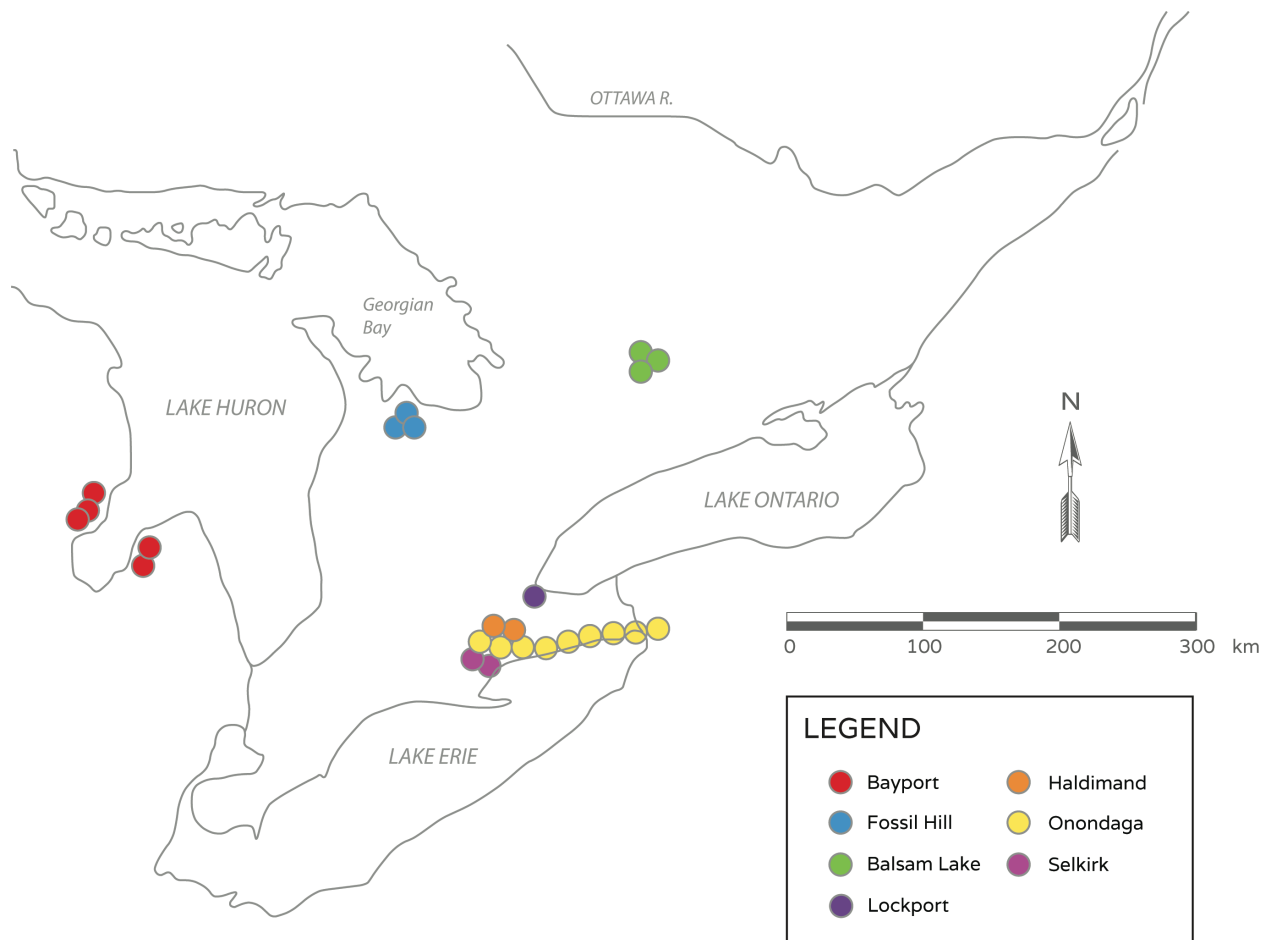 OTTAWA R.
Georgian
Bay
LAKE HURON
N
LAKE ONTARIO
0 100 200 300 km
LAKE ERIE
LEGEND
Bayport Haldimand
Fossil Hill Onondaga
Balsam Lake Selkirk
Lockport